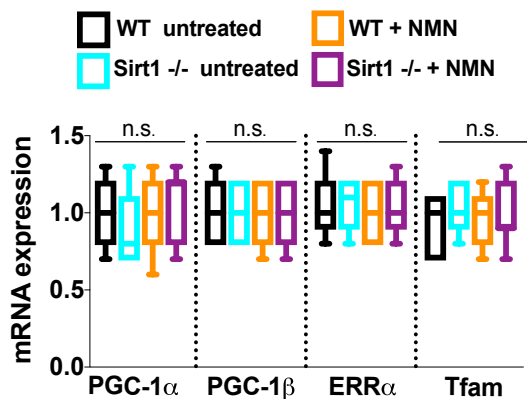 WT untreated WT + NMN
Sirt1 -/- untreated Sirt1 -/- + NMN
n.s. n.s. n.s. n.s.
1.5
1.0
0.5
0.0
mRNA expression
PGC-1α PGC-1β ERRα Tfam